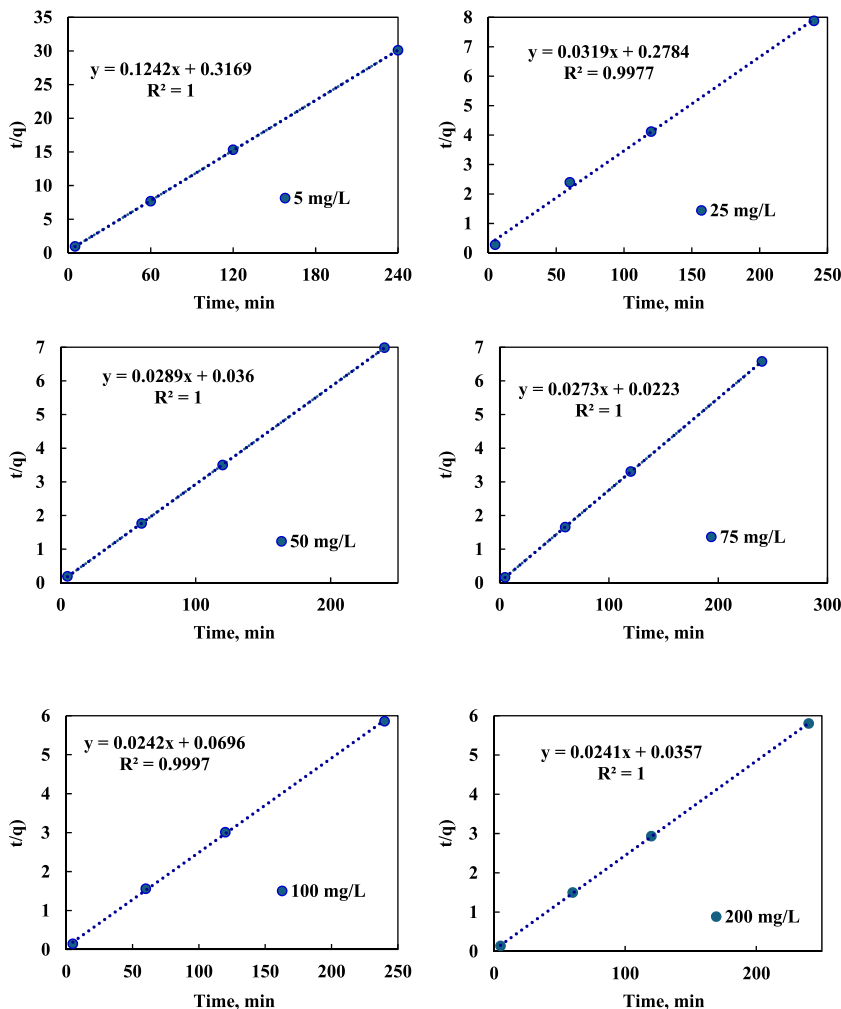 35
30
25
20
15
10
5
0
t/q)
y = 0.1242x + 0.3169
R² = 1
5 mg/L
0 60 120 180 240
Time, min
8
7
6
5
4
3
2
1
0
t/q)
y = 0.0319x + 0.2784
R² = 0.9977
25 mg/L
0 50 100 150 200 250
Time, min
7
6
5
4
3
2
1
0
t/q)
y = 0.0289x + 0.036
R² = 1
50 mg/L
0 100 200
Time, min
7
6
5
4
3
2
1
0
t/q)
y = 0.0273x + 0.0223
R² = 1
75 mg/L
0 100 200 300
Time, min
6
5
4
3
2
1
0
t/q)
y = 0.0242x + 0.0696
R² = 0.9997
100 mg/L
0 50 100 150 200 250
Time, min
6
5
4
3
2
1
0
t/q)
y = 0.0241x + 0.0357
R² = 1
200 mg/L
0 100 200
Time, min